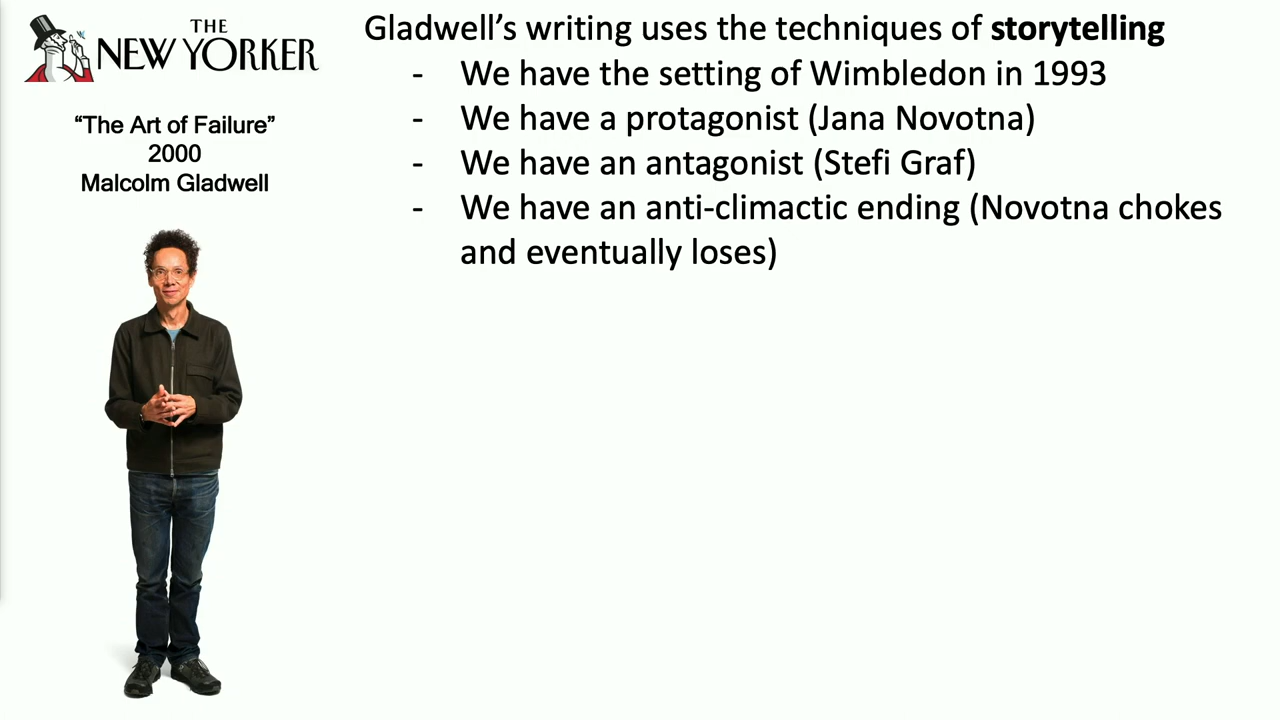 THE
NEW YORKER
“The Art of Failure”
2000
Malcolm Gladwell
Gladwell’s writing uses the techniques of storytelling
- We have the setting of Wimbledon in 1993
- We have a protagonist (Jana Novotna)
- We have an antagonist (Stefi Graf)
- We have an anti-climactic ending (Novotna chokes
and eventually loses)